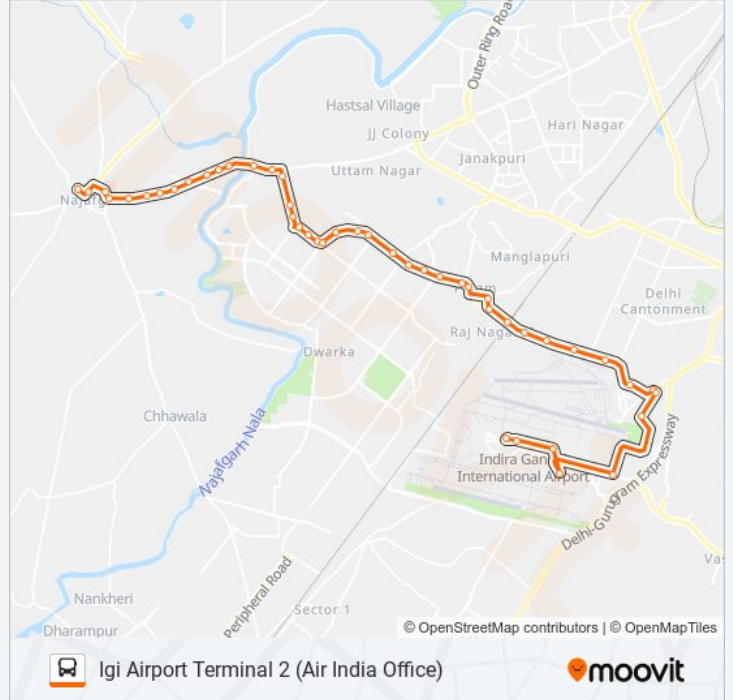 Outer Ring Road
Hastsal Village
Hari Nagar
JJ Colony
Janakpuri
Uttam Nagar
Manglapuri
Delhi
Cantonment
Raj Naga
Dwarka
Chhawala
Najafgarh Nala
Indira Gan
International Airport
Delhi-Gurugram Expressway
Peripheral Road
Nankheri
Sector 1
Dharampur
© OpenStreetMap contributors | © OpenMapTiles
Igi Airport Terminal 2 (Air India Office)
moovit